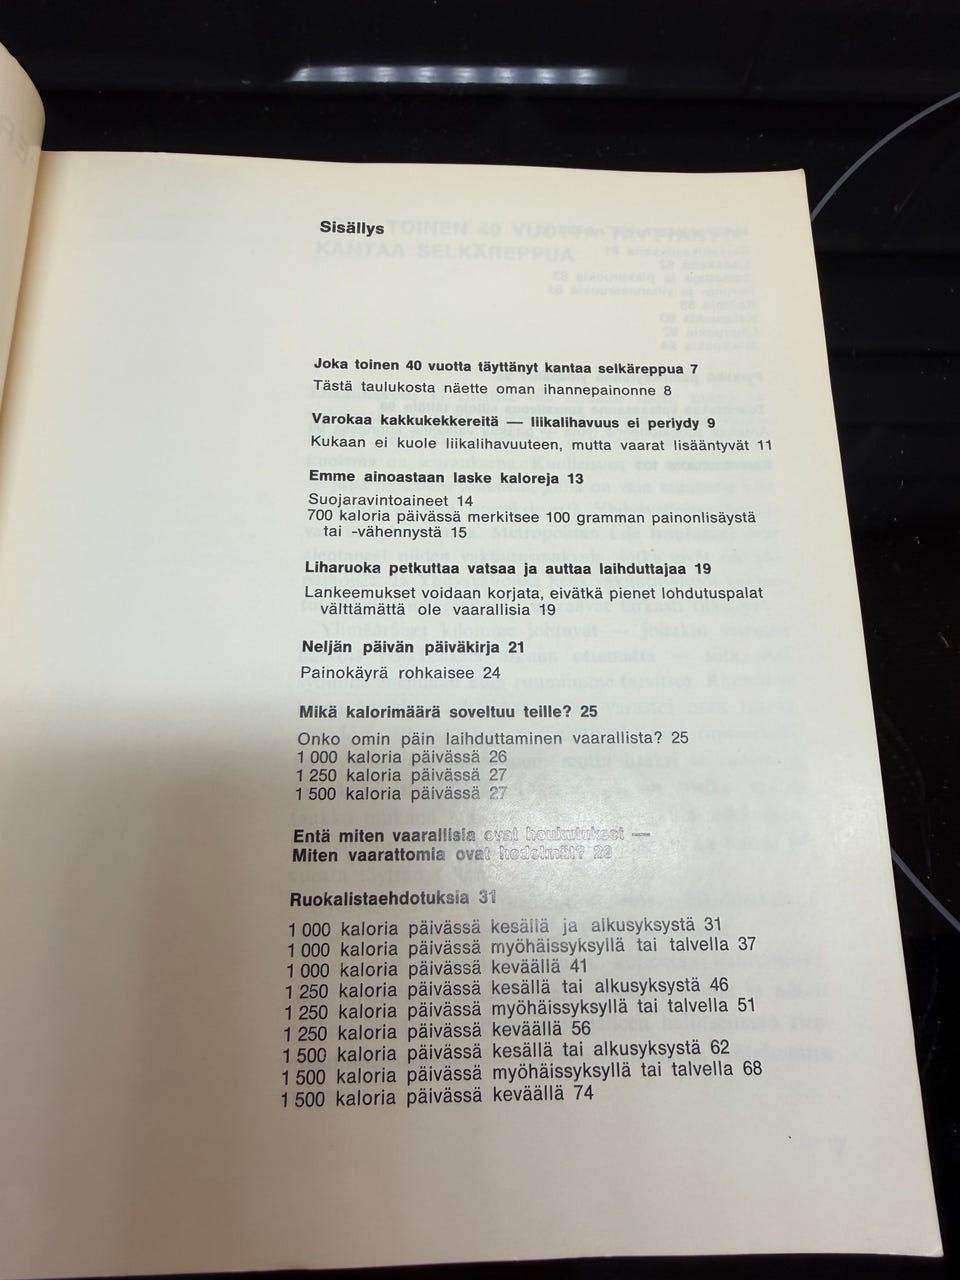 Sisällys
Joka toinen 40 vuotta täyttänyt kantaa selkäreppua 7
Tästä taulukosta näette oman ihannepainonne 8
Varokaa kakkukekkereitä — liikalihavuus ei periydy 9
Kukaan ei kuole liikalihavuuteen, mutta vaarat lisääntyvät 11
Emme ainoastaan laske kaloreja 13
Suojaravintoaineet 14
700 kaloria päivässä merkitsee 100 gramman painonlisäystä
tai -vähennystä 15
Liharuoka petkuttaa vatsaa ja auttaa laihduttajaa 19
Lankeemukset voidaan korjata, eivätkä pienet lohdutuspalat
välttämättä ole vaarallisia 19
Neljän päivän päiväkirja 21
Painokäyrä rohkaisee 24
Mikä kalorimäärä soveltuu teille? 25
Onko omin päin laihduttaminen vaarallista? 25
1 000 kaloria päivässä 26
1 250 kaloria päivässä 27
1 500 kaloria päivässä 27
Entä miten vaarallisia ovat houkutukset —
Miten vaarattomia ovat hedelmät?
Ruokalistaehdotuksia 31
1 000 kaloria päivässä kesällä ja alkusyksystä 31
1 000 kaloria päivässä myöhäissyksyllä tai talvella 37
1 000 kaloria päivässä keväällä 41
1 250 kaloria päivässä kesällä tai alkusyksystä 46
1 250 kaloria päivässä myöhäissyksyllä tai talvella 51
1 250 kaloria päivässä keväällä 56
1 500 kaloria päivässä kesällä tai alkusyksystä 62
1 500 kaloria päivässä myöhäissyksyllä tai talvella 68
1 500 kaloria päivässä keväällä 74